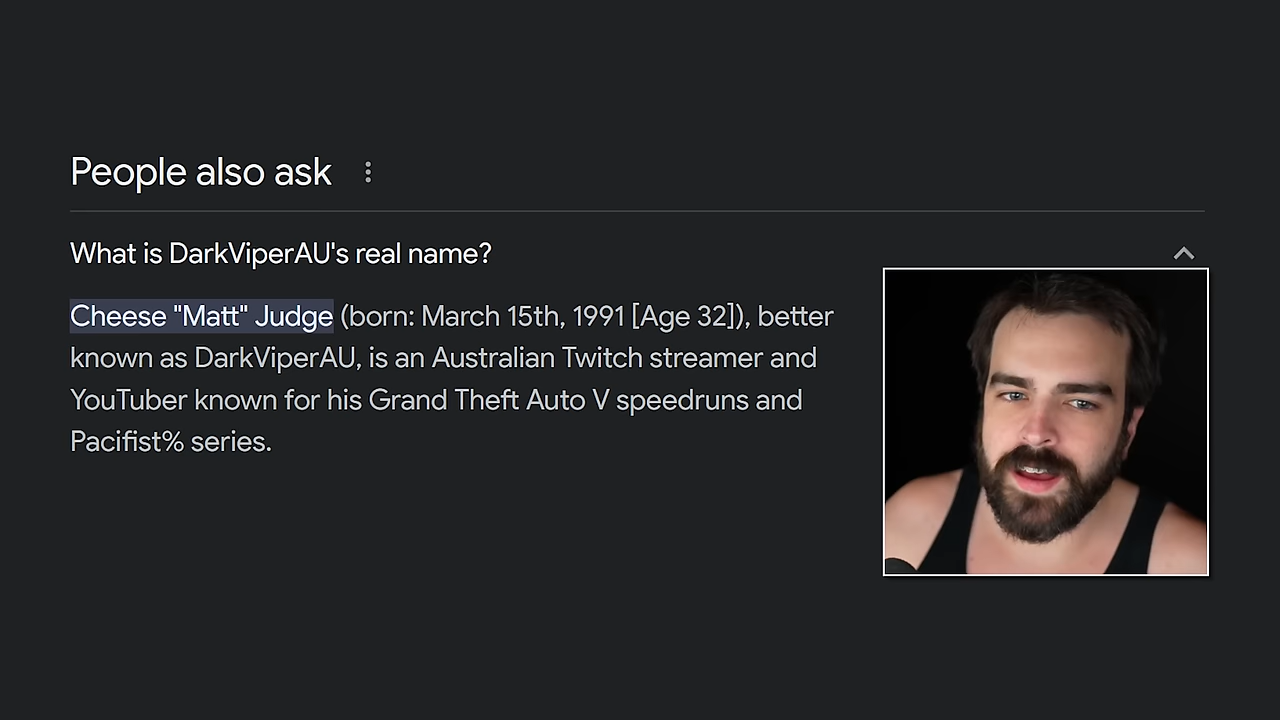 People also ask
What is DarkViperAU's real name?
Cheese "Matt" Judge (born: March 15th, 1991 [Age 32]), better
known as DarkViperAU, is an Australian Twitch streamer and
YouTuber known for his Grand Theft Auto V speedruns and
Pacifist% series.